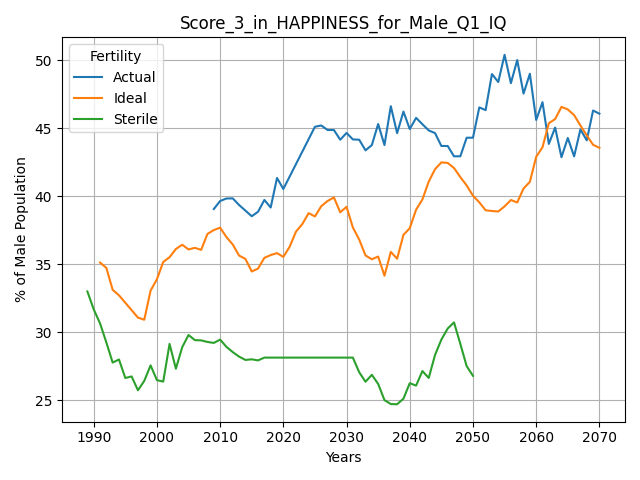 Score_3_in_HAPPINESS_for_Male_Q1_IQ
Fertility
Actual
Ideal
Sterile
% of Male Population
50
45
40
35
30
25
1990 2000 2010 2020 2030 2040 2050 2060 2070
Years